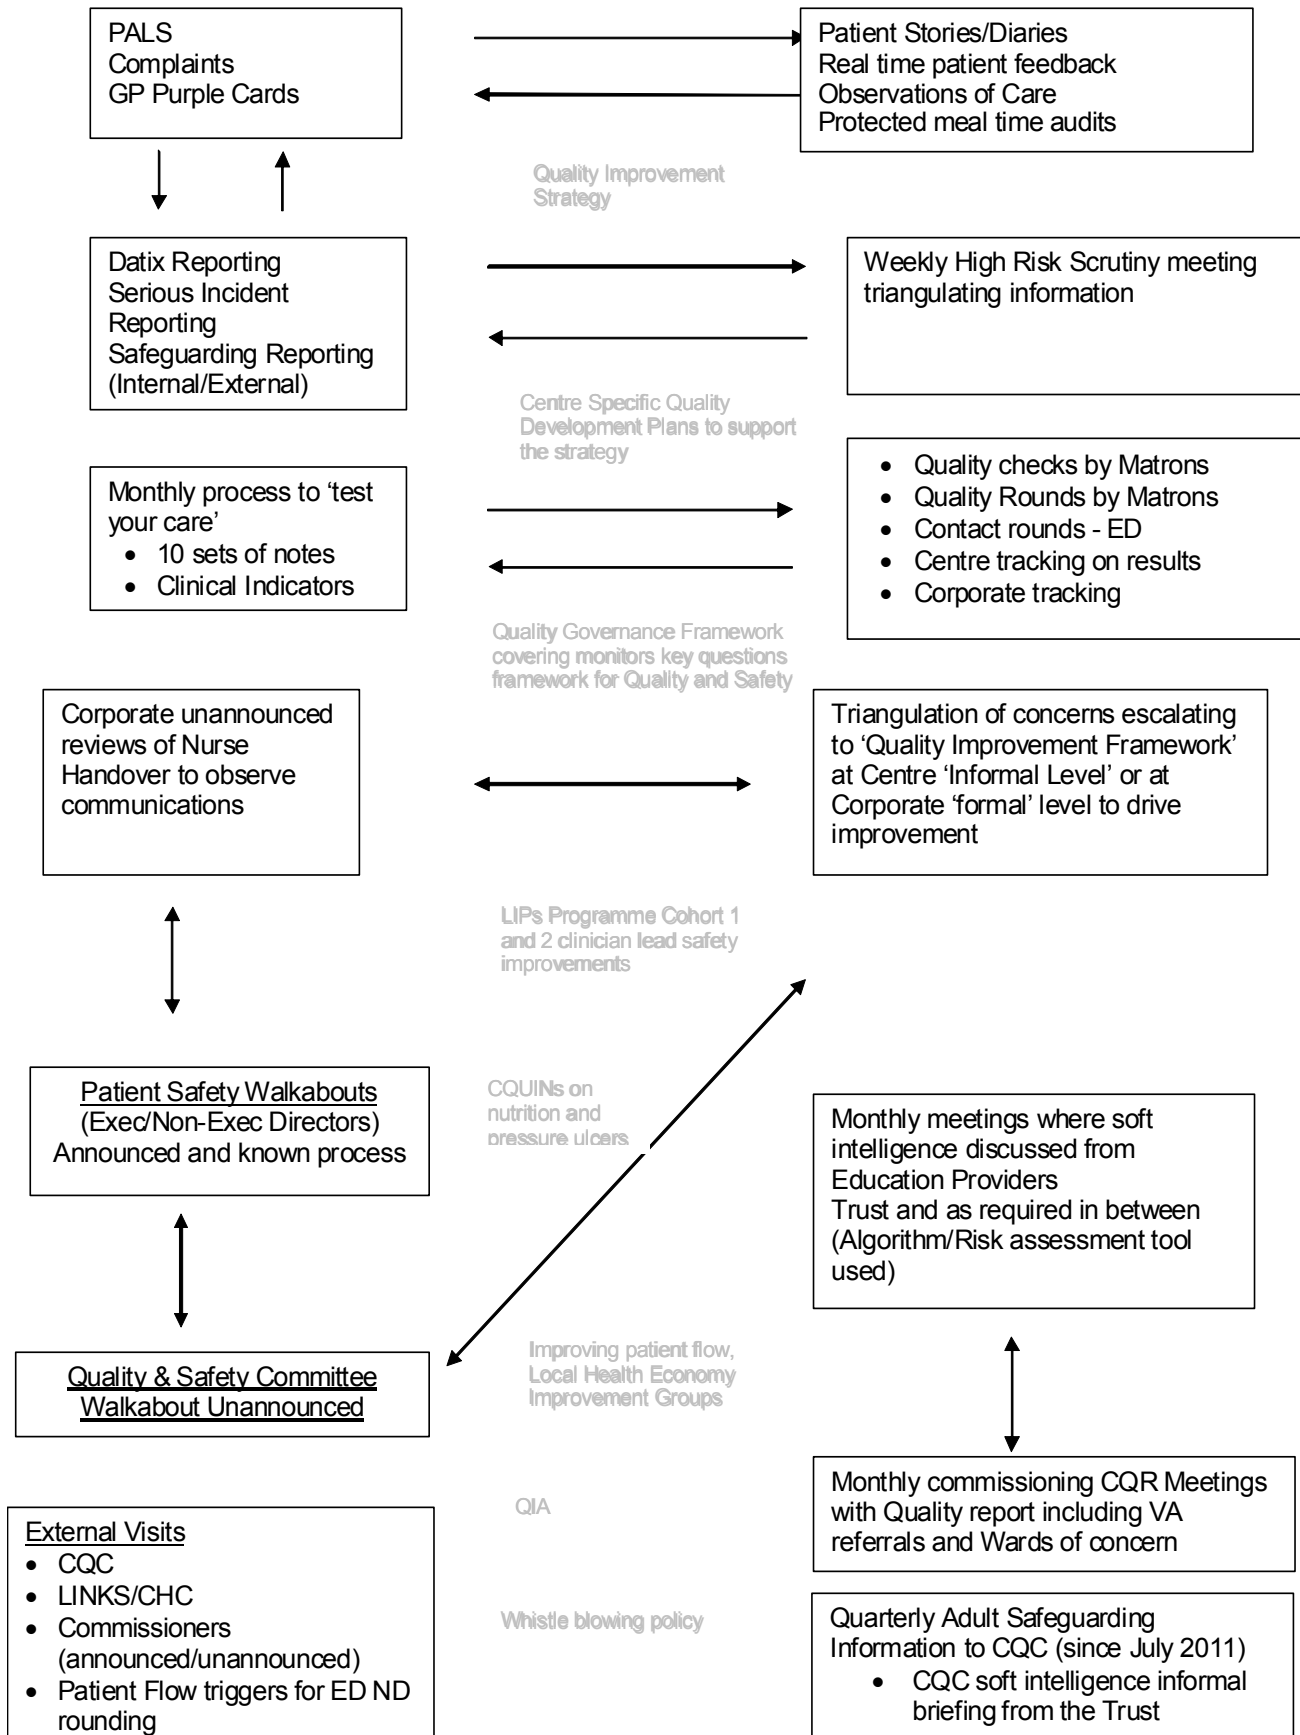 PALS
Complaints
GP Purple Cards
Patient Stories/Diaries
Real time patient feedback
Observations of Care
Protected meal time audits
Quality Improvement
Strategy
Datix Reporting
Serious Incident
Reporting
Safeguarding Reporting
(Internal/External)
Weekly High Risk Scrutiny meeting
triangulating information
Centre Specific Quality
Development Plans to support
the strategy
Monthly process to ‘test
your care’
• 10 sets of notes
• Clinical Indicators
• Quality checks by Matrons
• Quality Rounds by Matrons
• Contact rounds - ED
• Centre tracking on results
• Corporate tracking
Quality Governance Framework
covering monitors key questions
framework for Quality and Safety
Corporate unannounced
reviews of Nurse
Handover to observe
communications
Triangulation of concerns escalating
to ‘Quality Improvement Framework’
at Centre ‘Informal Level’ or at
Corporate ‘formal’ level to drive
improvement
LIPs Programme Cohort 1
and 2 clinician lead safety
improvements
Patient Safety Walkabouts
(Exec/Non-Exec Directors)
Announced and known process
CQUINs on
nutrition and
pressure ulcers
Monthly meetings where soft
intelligence discussed from
Education Providers
Trust and as required in between
(Algorithm/Risk assessment tool
used)
Quality & Safety Committee
Walkabout Unannounced
Improving patient flow,
Local Health Economy
Improvement Groups
Monthly commissioning CQR Meetings
with Quality report including VA
referrals and Wards of concern
QIA
External Visits
• CQC
• LINKS/CHC
• Commissioners
(announced/unannounced)
• Patient Flow triggers for ED ND
rounding
Whistle blowing policy
Quarterly Adult Safeguarding
Information to CQC (since July 2011)
• CQC soft intelligence informal
briefing from the Trust